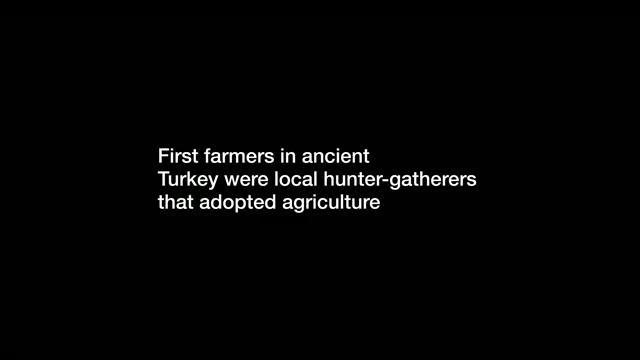 First farmers in ancient
Turkey were local hunter-gatherers
that adopted agriculture